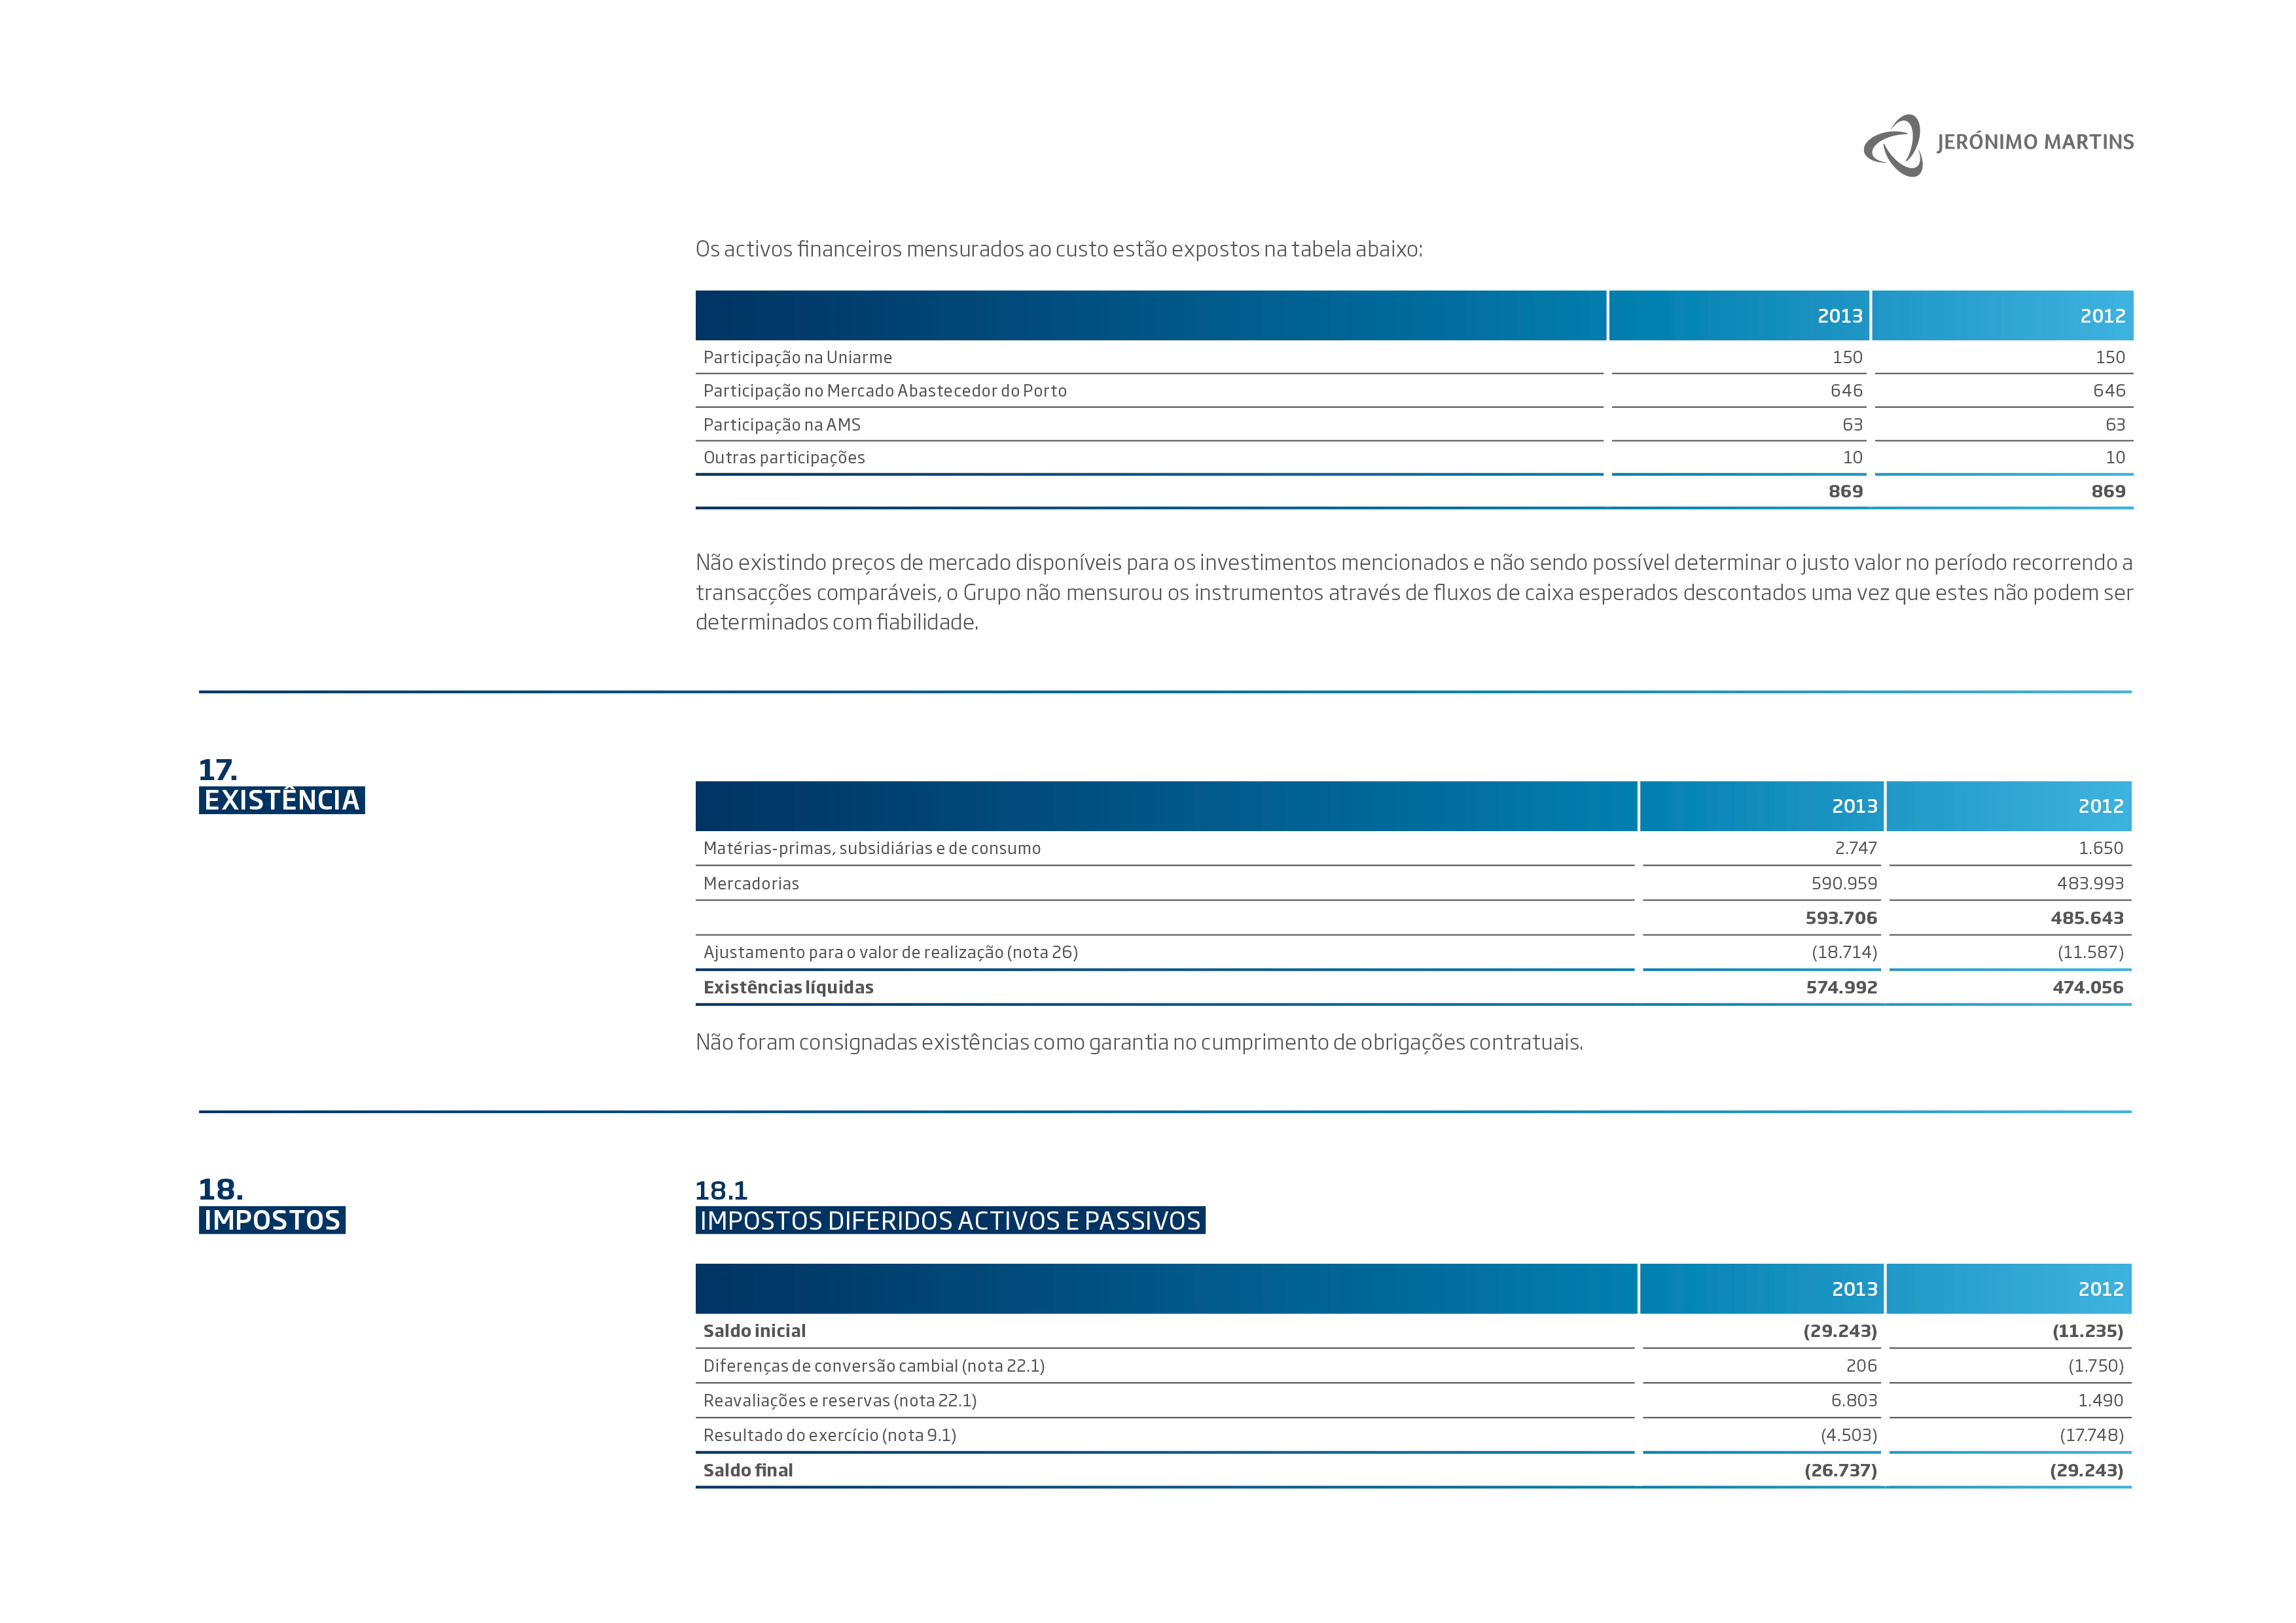 JERÓNIMO MARTINS
Os activos financeiros mensurados ao custo estão expostos na tabela abaixo:
2013 2012
Participação na Uniarme 150 150
Participação no Mercado Abastecedor do Porto 646 646
Participação na AMS 63 63
Outras participações 10 10
869 869
Não existindo preços de mercado disponíveis para os investimentos mencionados e não sendo possível determinar o justo valor no período recorrendo a
transacções comparáveis, o Grupo não mensurou os instrumentos através de fluxos de caixa esperados descontados uma vez que estes não podem ser
determinados com fiabilidade.
17.
EXISTÊNCIA
2013 2012
Matérias-primas, subsidiárias e de consumo 2.747 1.650
Mercadorias 590.959 483.993
593.706 485.643
Ajustamento para o valor de realização (nota 26) (18.714) (11.587)
Existências líquidas 574.992 474.056
Não foram consignadas existências como garantia no cumprimento de obrigações contratuais.
18.
IMPOSTOS
18.1
IMPOSTOS DIFERIDOS ACTIVOS E PASSIVOS
2013 2012
Saldo inicial (29.243) (11.235)
Diferenças de conversão cambial (nota 22.1) 206 (1.750)
Reavaliações e reservas (nota 22.1) 6.803 1.490
Resultado do exercício (nota 9.1) (4.503) (17.748)
Saldo final (26.737) (29.243)